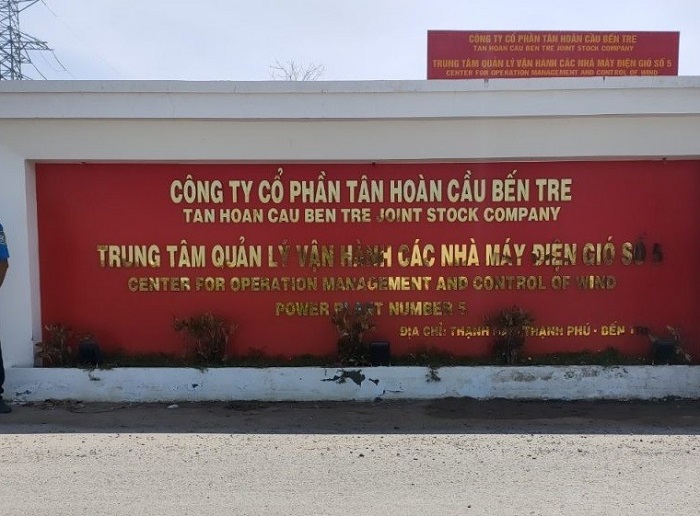 CÔNG TY CỔ PHẦN TÂN HOÀN CẦU BẾN TRE
TAN HOAN CAU BEN TRE JOINT STOCK COMPANY
TRUNG TÂM QUẢN LÝ VẬN HÀNH CÁC NHÀ MÁY ĐIỆN GIÓ SỐ 5
CENTER FOR OPERATION MANAGEMENT AND CONTROL OF WIND
CÔNG TY CỔ PHẦN TÂN HOÀN CẦU BẾN TRE
TAN HOAN CAU BEN TRE JOINT STOCK COMPANY
TRUNG TÂM QUẢN LÝ VẬN HÀNH CÁC NHÀ MÁY ĐIỆN GIÓ SỐ 5
CENTER FOR OPERATION MANAGEMENT AND CONTROL OF WIND
POWER PLANT NUMBER 5
ĐỊA CHỈ: THẠNH THẠNH PHÚ - BẾN